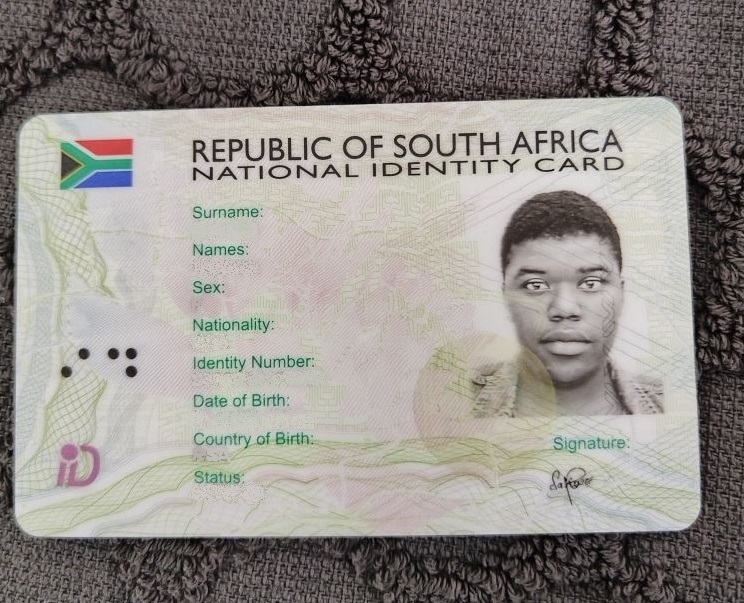 REPUBLIC OF SOUTH AFRICA
NATIONAL IDENTITY CARD
Surname:
Names:
Sex:
Nationality:
Identity Number:
Date of Birth:
Country of Birth:
Signature:
Status:
iD